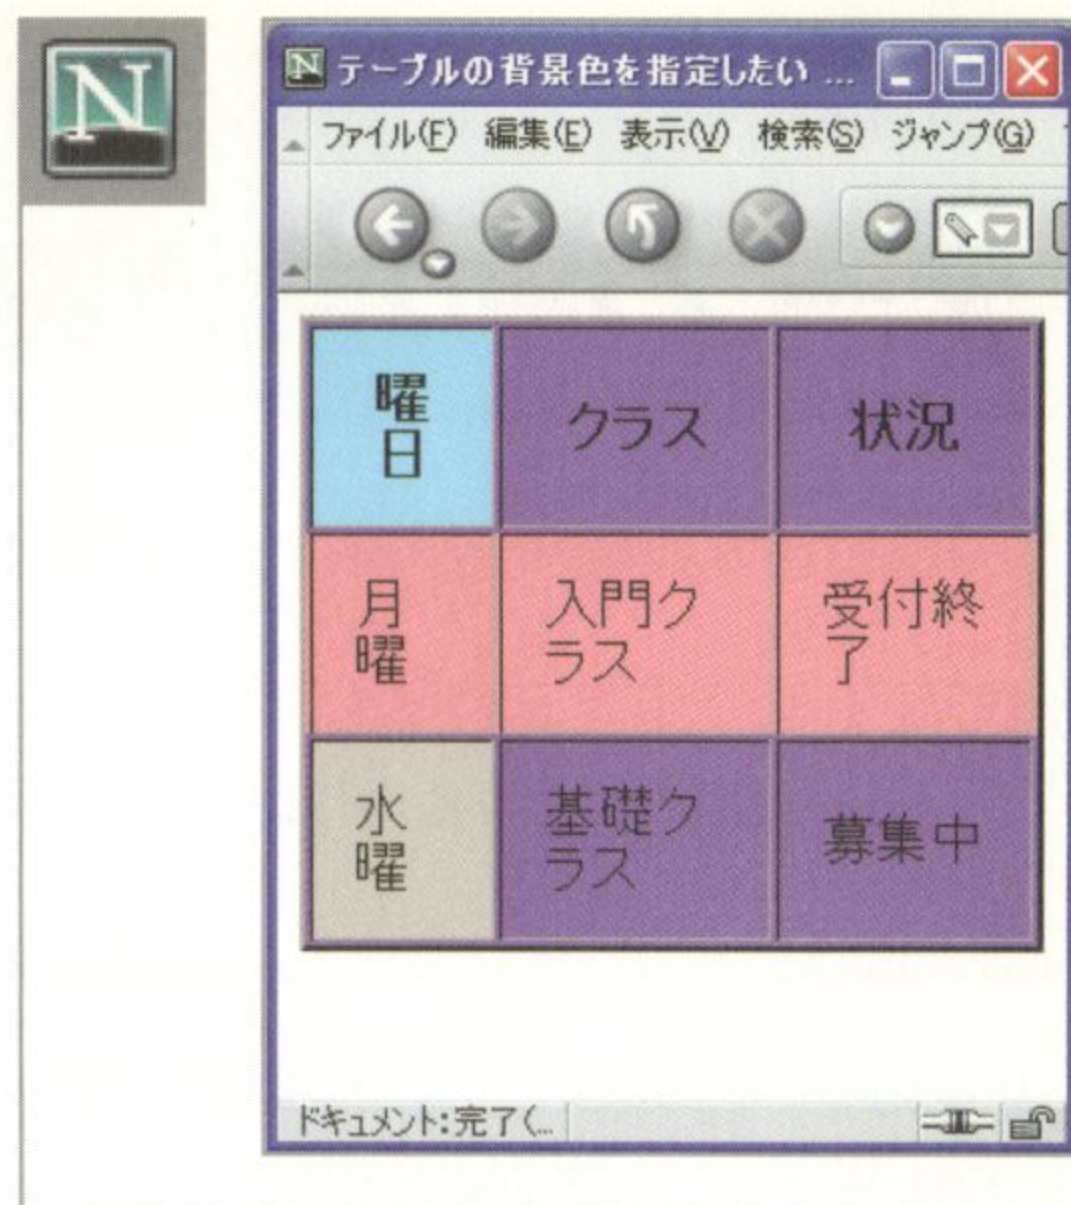 N
テーブルの背景色を指定したい ...
ファイル(F) 編集(E) 表示(V) 検索(S) ジャンプ(G)
曜
日
クラス
状況
月
曜
入門ク
ラス
受付終
了
水
曜
基礎ク
ラス
募集中
ドキュメント:完了(...